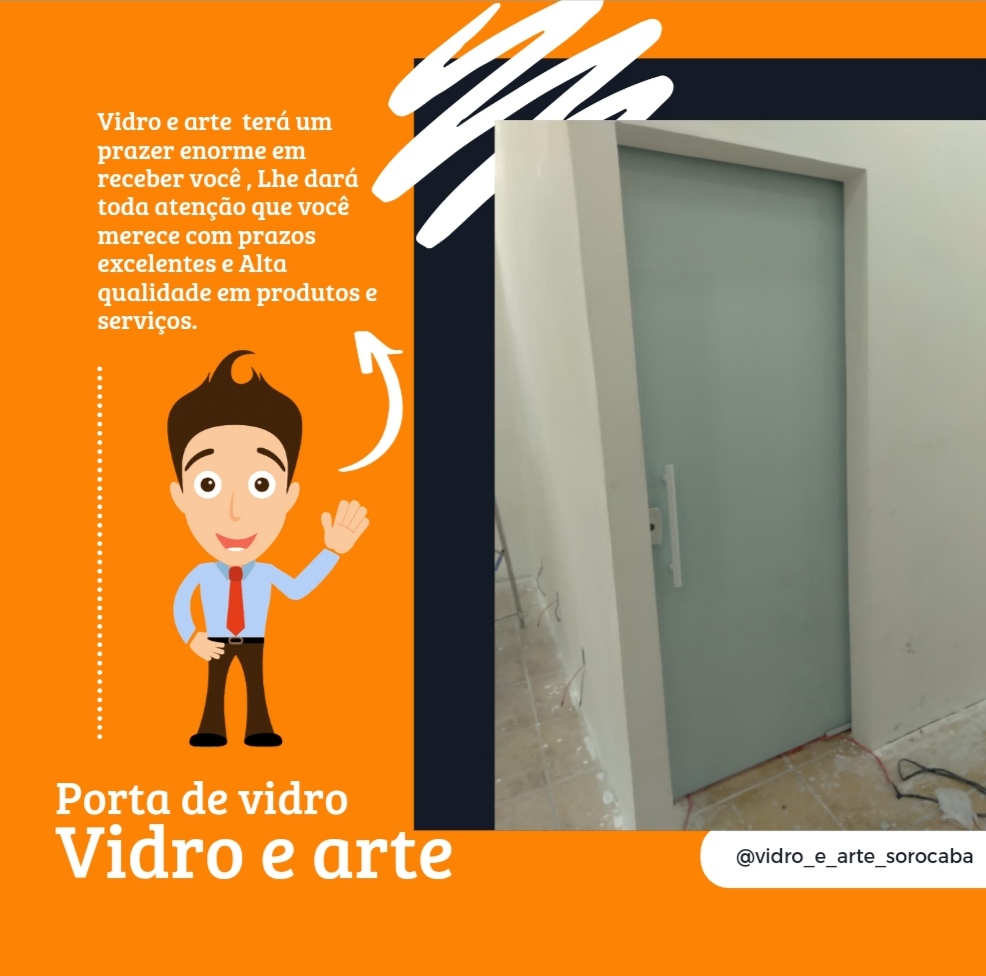 Vidro e arte  terá um
prazer enorme em
receber você , Lhe dará
toda atenção que você
merece com prazos
excelentes e Alta
qualidade em produtos e
serviços.
Porta de vidro
Vidro e arte
@vidro_e_arte_sorocaba